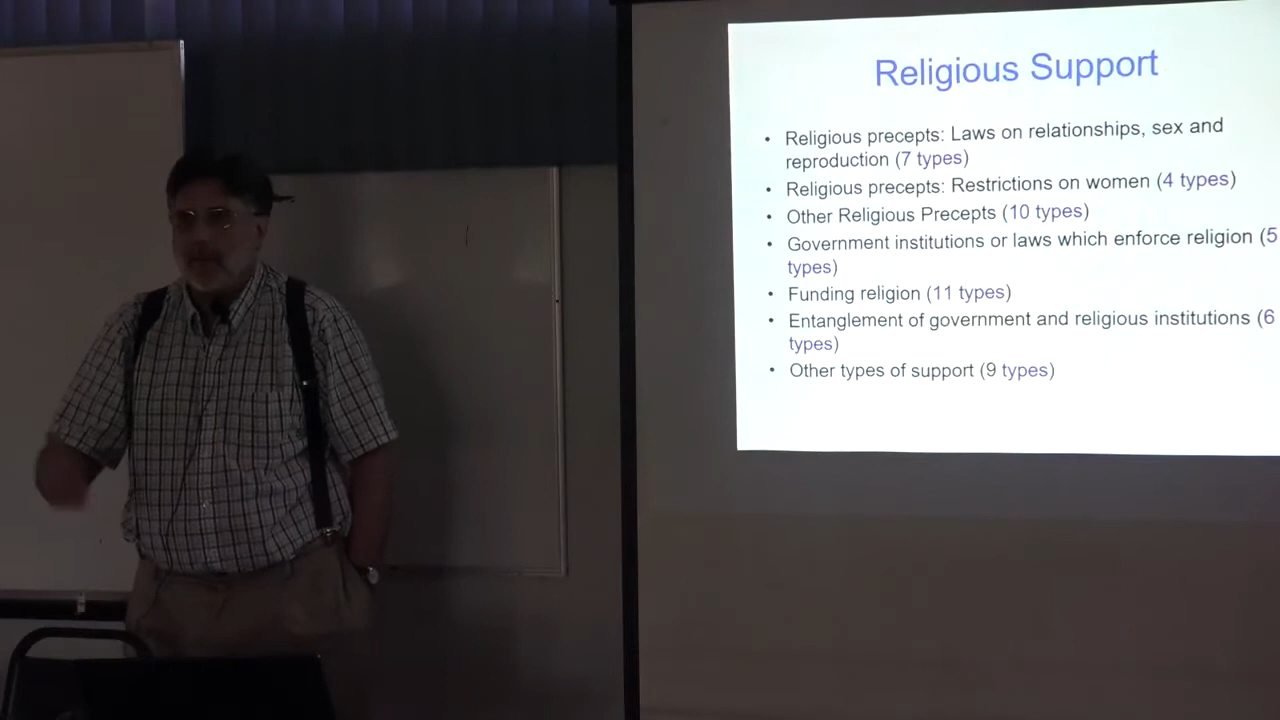 Religious Support
• Religious precepts: Laws on relationships, sex and
reproduction (7 types)
• Religious precepts: Restrictions on women (4 types)
• Other Religious Precepts (10 types)
• Government institutions or laws which enforce religion (5
types)
• Funding religion (11 types)
• Entanglement of government and religious institutions (6
types)
• Other types of support (9 types)